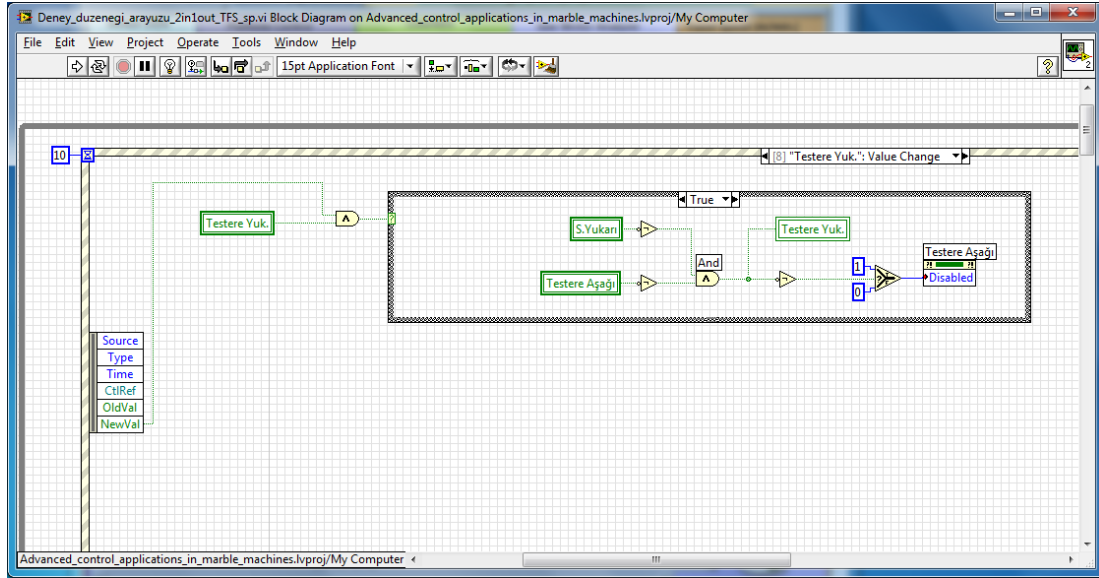 Deney_duzenegi_arayuzu_2in1out_TFS_sp.vi Block Diagram on Advanced_control_applications_in_marble_machines.lvproj/My Computer
File Edit View Project Operate Tools Window Help
15pt Application Font
2
10
[8] "Testere Yuk.": Value Change
True
Testere Yuk.
S.Yukarı
Testere Yuk.
And
Testere Aşağı
1
Disabled
Testere Aşağı
0
Source
Type
Time
CtlRef
OldVal
NewVal
Advanced_control_applications_in_marble_machines.lvproj/My Computer